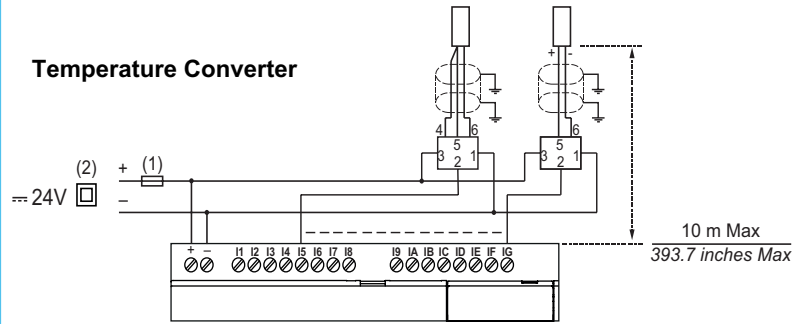 Temperature Converter
+ -
4 6
5
3 1
2
6
5
3 1
2
(2) + (1)
⎓ 24V
–
10 m Max
393.7 inches Max
+ – I1 I2 I3 I4 I5 I6 I7 I8 I9 IA IB IC ID IE IF IG